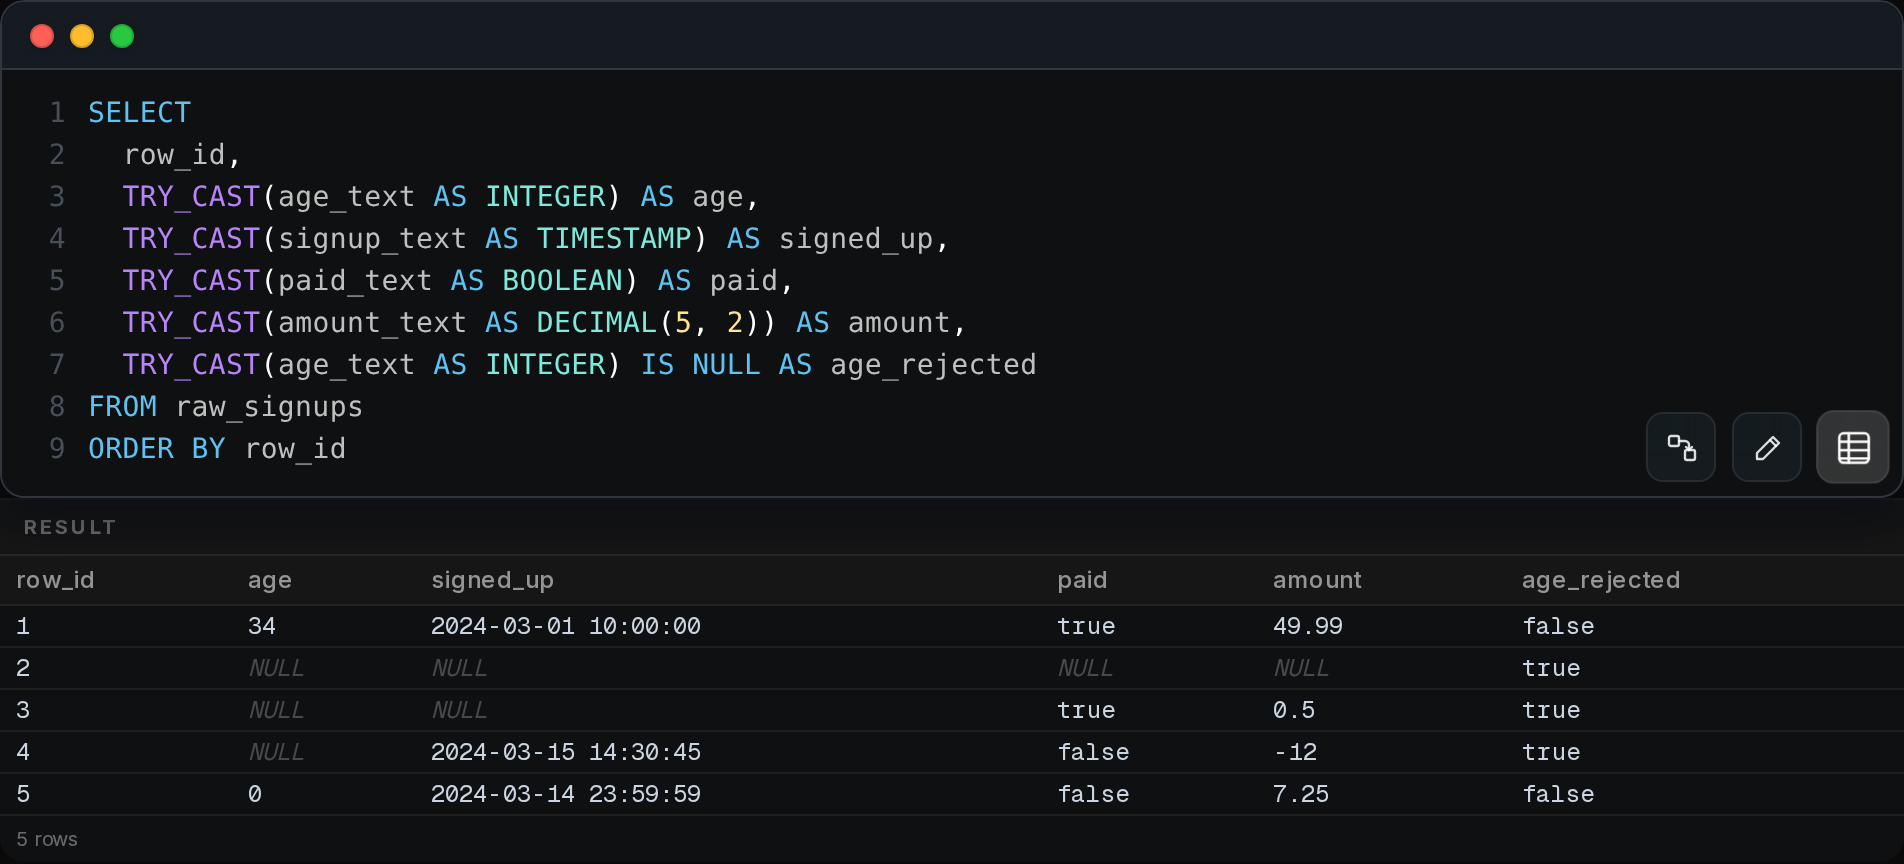 1 SELECT
2   row_id,
3   TRY_CAST(age_text AS INTEGER) AS age,
4   TRY_CAST(signup_text AS TIMESTAMP) AS signed_up,
5   TRY_CAST(paid_text AS BOOLEAN) AS paid,
6   TRY_CAST(amount_text AS DECIMAL(5, 2)) AS amount,
7   TRY_CAST(age_text AS INTEGER) IS NULL AS age_rejected
8 FROM raw_signups
9 ORDER BY row_id
RESULT
row_id age signed_up paid amount age_rejected
1 34 2024-03-01 10:00:00 true 49.99 false
2 NULL NULL NULL NULL true
3 NULL NULL true 0.5 true
4 NULL 2024-03-15 14:30:45 false -12 true
5 0 2024-03-14 23:59:59 false 7.25 false
5 rows